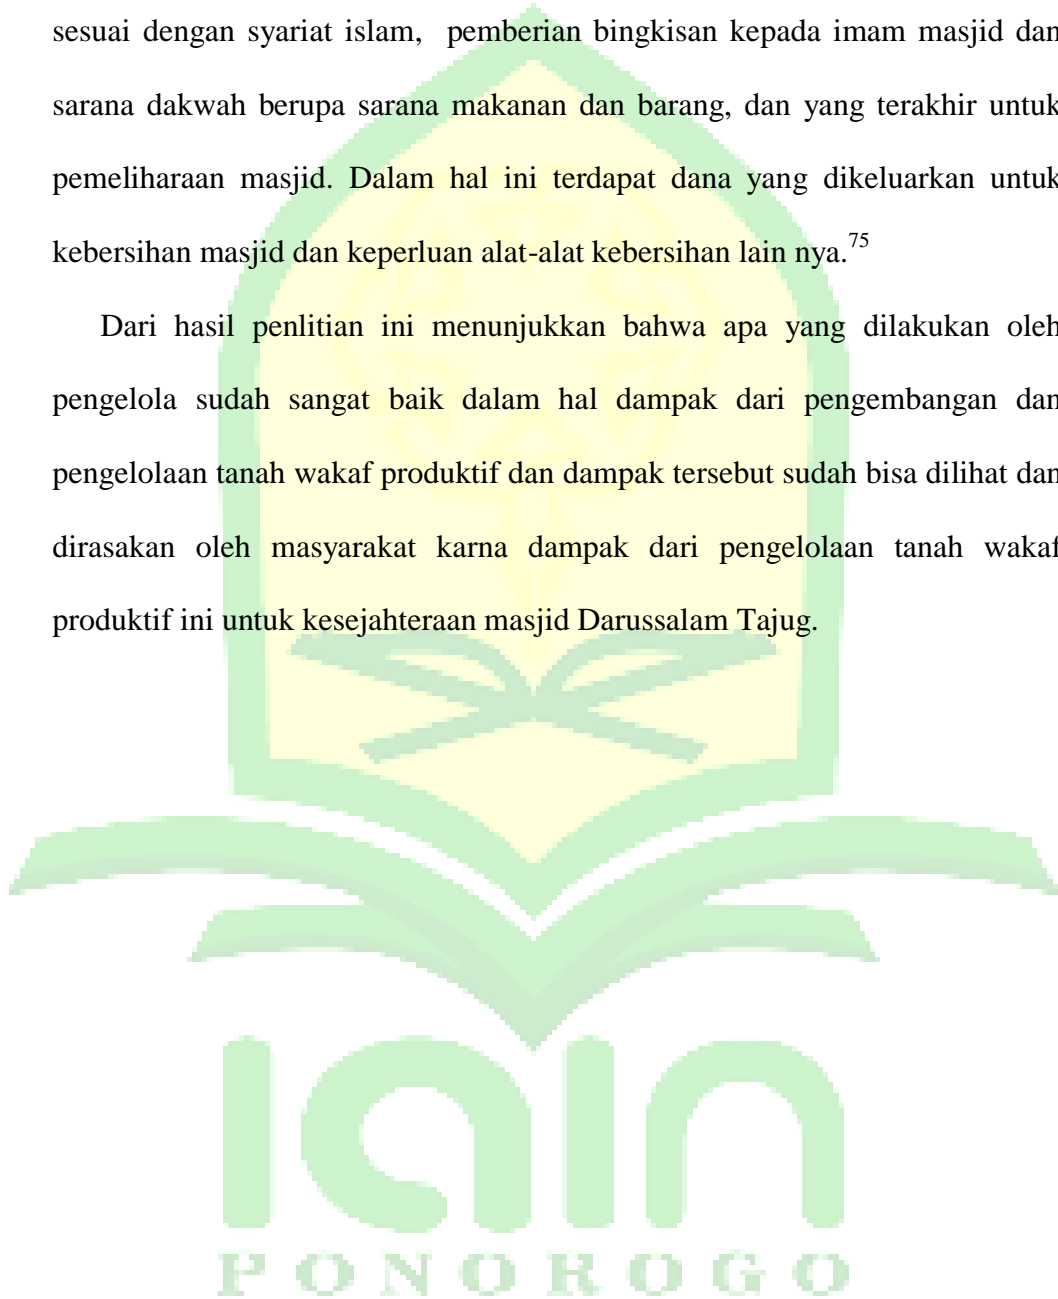 sesuai dengan syariat islam,  pemberian bingkisan kepada imam masjid dan
sarana dakwah berupa sarana makanan dan barang, dan yang terakhir untuk
pemeliharaan masjid. Dalam hal ini terdapat dana yang dikeluarkan untuk
kebersihan masjid dan keperluan alat-alat kebersihan lain nya.75
Dari hasil penlitian ini menunjukkan bahwa apa yang dilakukan oleh
pengelola sudah sangat baik dalam hal dampak dari pengembangan dan
pengelolaan tanah wakaf produktif dan dampak tersebut sudah bisa dilihat dan
dirasakan oleh masyarakat karna dampak dari pengelolaan tanah wakaf
produktif ini untuk kesejahteraan masjid Darussalam Tajug.
iain
PONOROGO